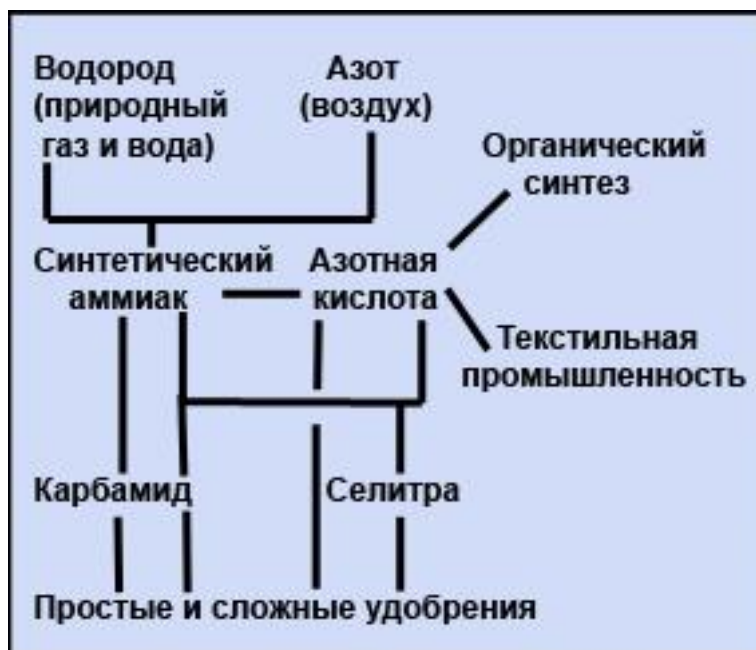 Водород
(природный
газ и вода)
Азот
(воздух)
Органический
синтез
Синтетический
аммиак
Азотная
кислота
Текстильная
промышленность
Карбамид
Селитра
Простые и сложные удобрения